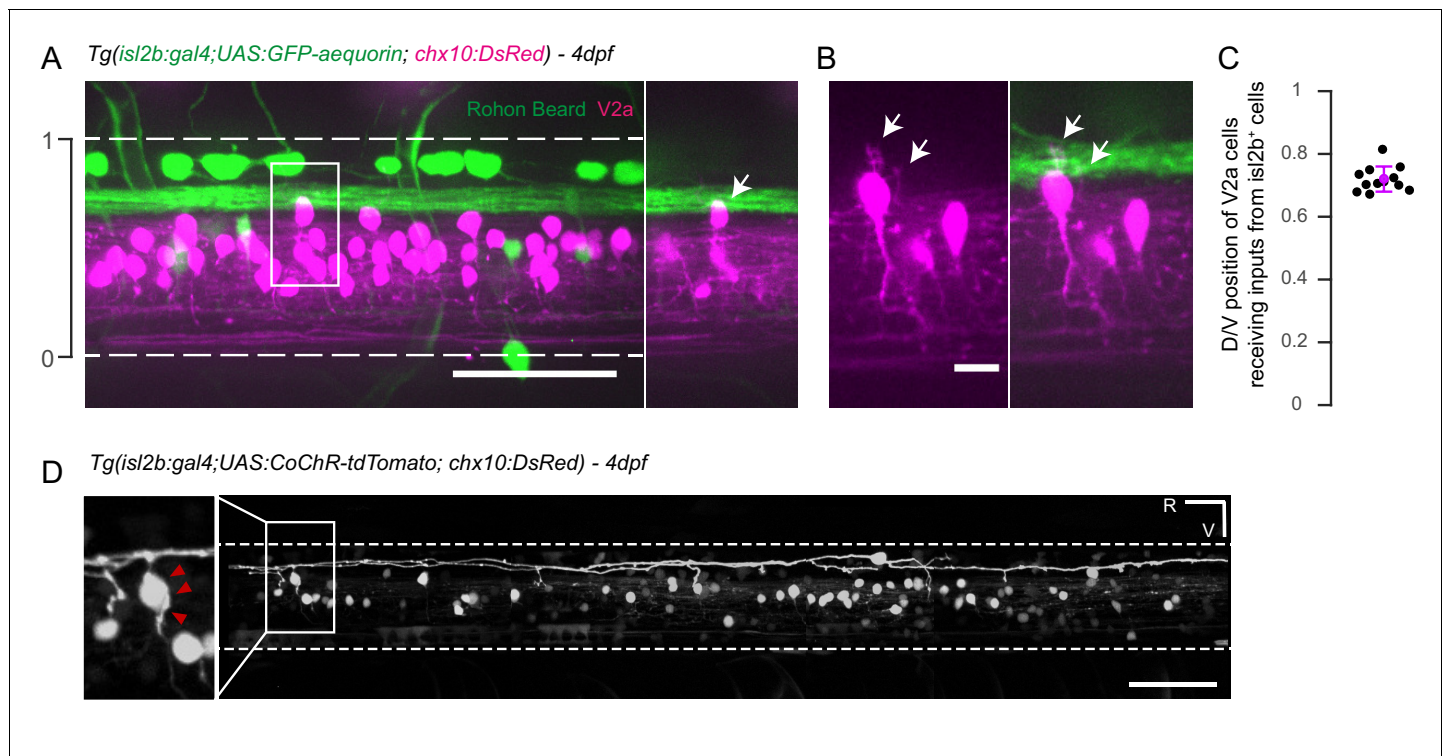 A
Tg(isl2b:gal4;UAS:GFP-aequorin; chx10:DsRed) - 4dpf
Rohon Beard V2a
1
0
B
C
D/V position of V2a cells
receiving inputs from isl2b+ cells
1
0.8
0.6
0.4
0.2
0
D
Tg(isl2b:gal4;UAS:CoChR-tdTomato; chx10:DsRed) - 4dpf
R
V